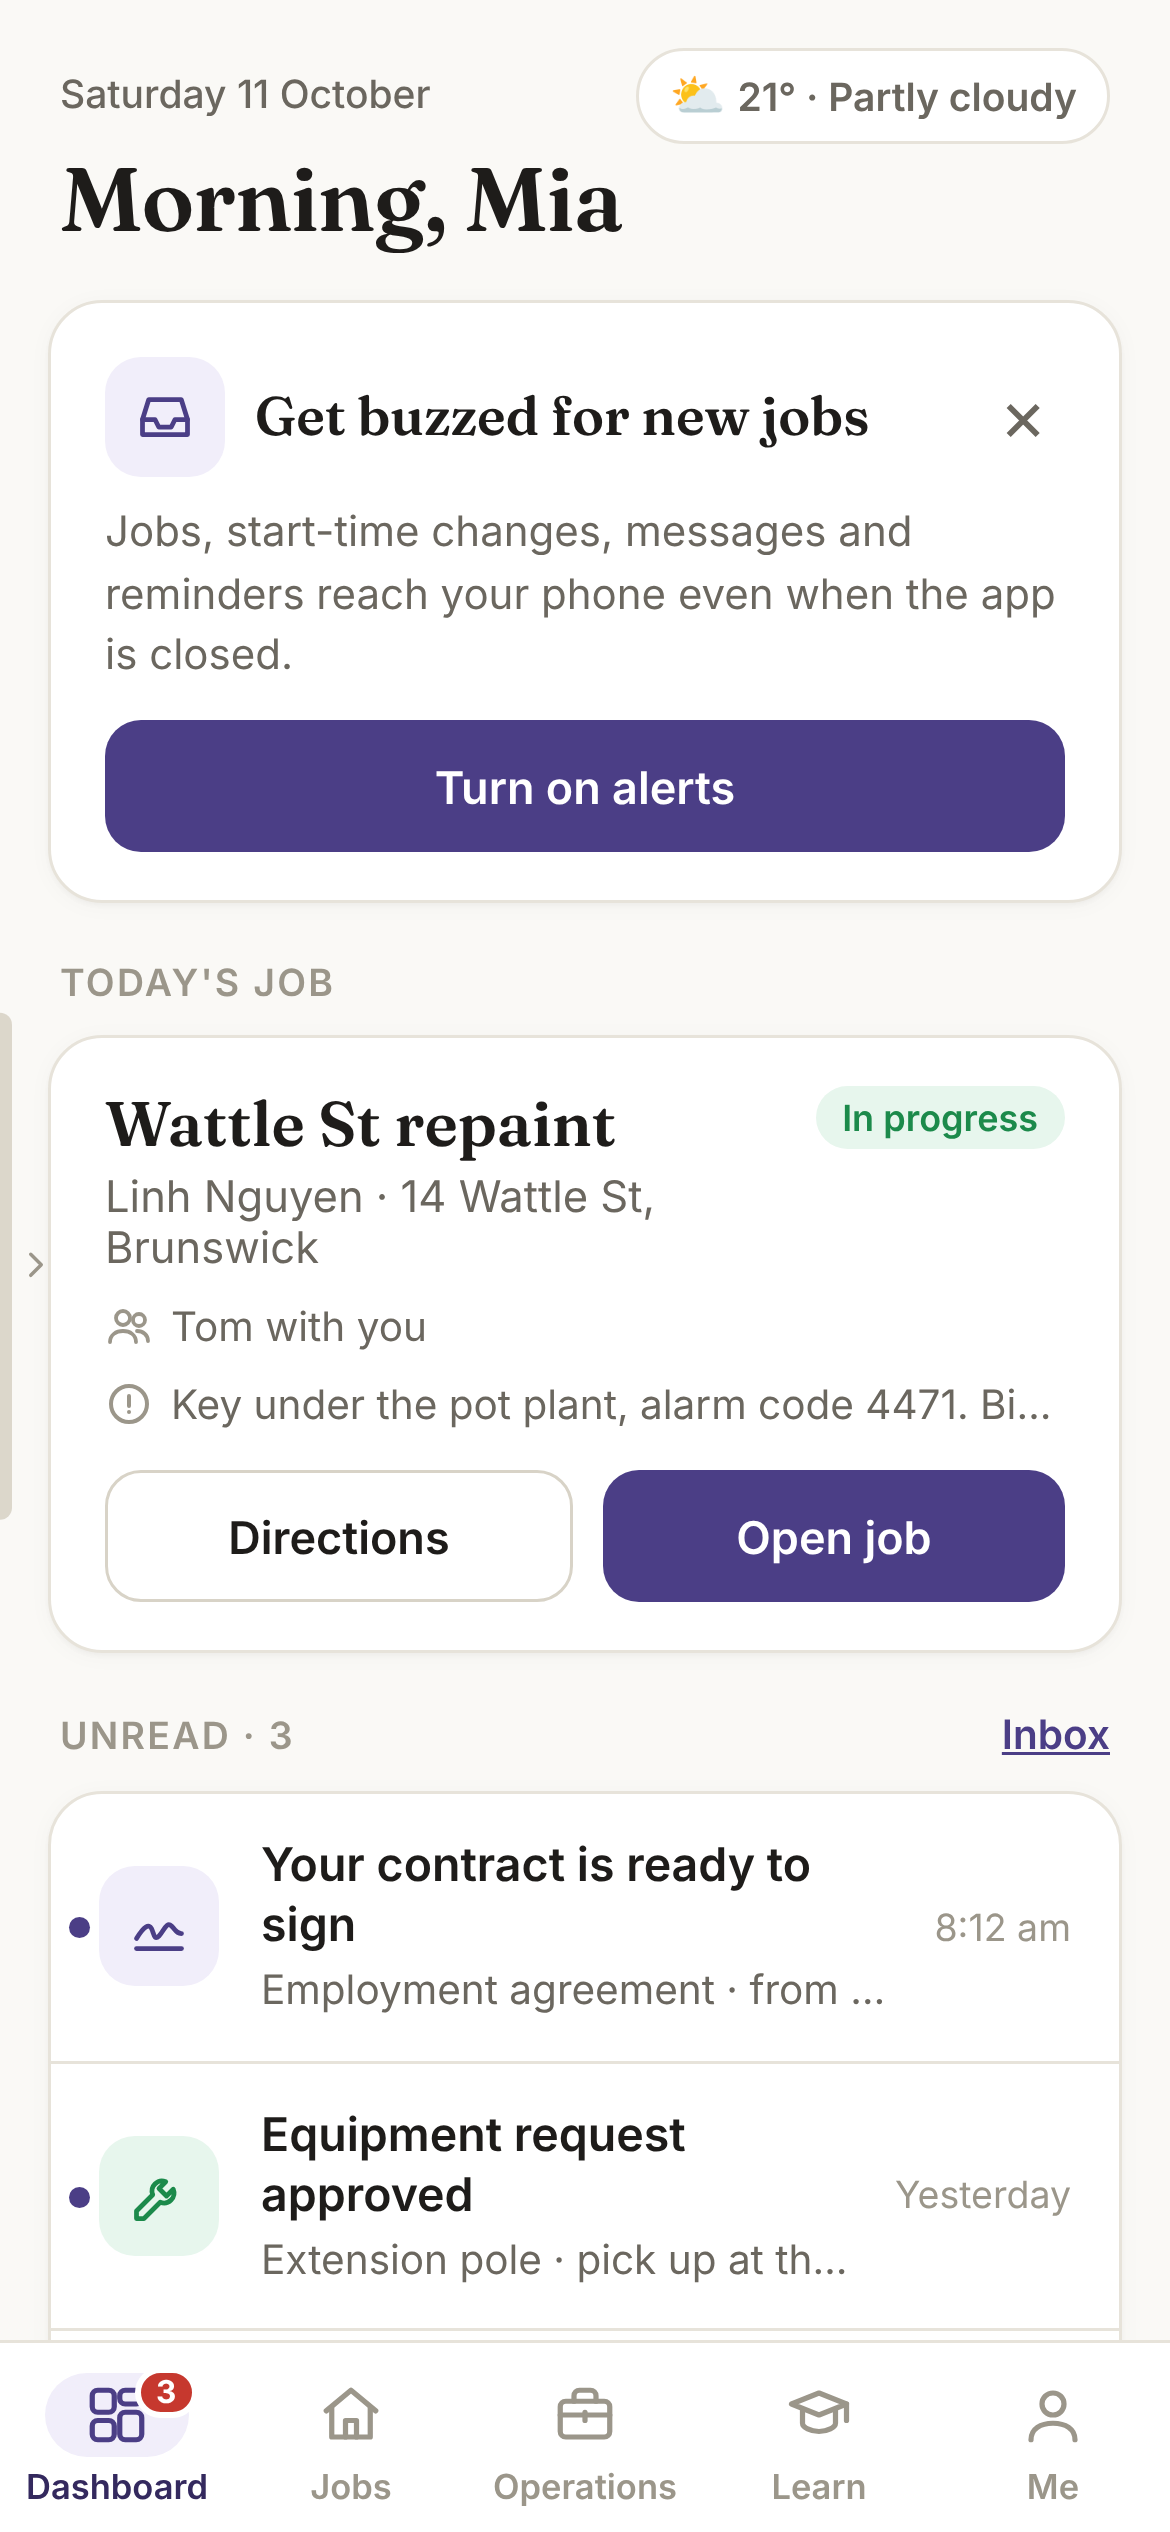 Saturday 11 October
21° · Partly cloudy
Morning, Mia
Get buzzed for new jobs
Jobs, start-time changes, messages and
reminders reach your phone even when the app
is closed.
Turn on alerts
TODAY'S JOB
Wattle St repaint
In progress
Linh Nguyen · 14 Wattle St,
Brunswick
Tom with you
Key under the pot plant, alarm code 4471. Bi...
Directions
Open job
UNREAD · 3
Inbox
Your contract is ready to
sign
8:12 am
Employment agreement · from ...
Equipment request
approved
Yesterday
Extension pole · pick up at th...
3
Dashboard
Jobs
Operations
Learn
Me